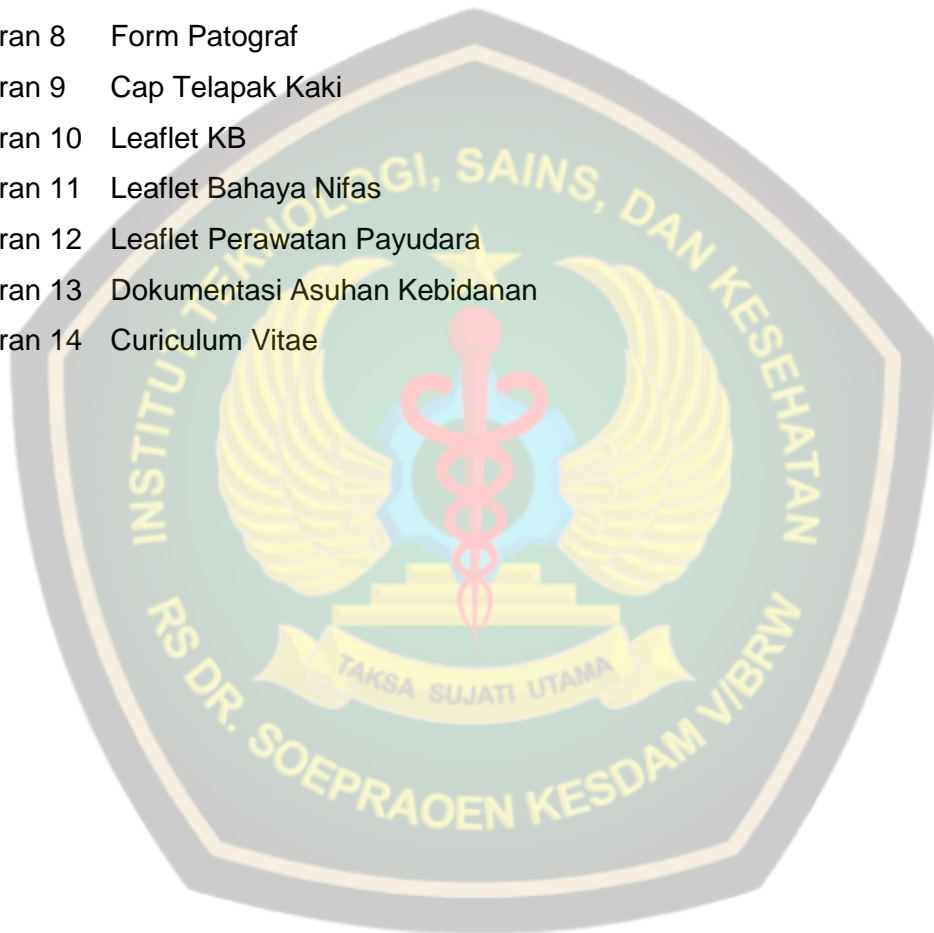 ran 8 Form Patograf
ran 9 Cap Telapak Kaki
ran 10 Leaflet KB
ran 11 Leaflet Bahaya Nifas
ran 12 Leaflet Perawatan Payudara
ran 13 Dokumentasi Asuhan Kebidanan
ran 14 Curiculum Vitae
INSTITUT TEKNOLOGI, SAINS, DAN KESEHATAN
TAKSA SUJATI UTAMA
RS DR. SOEPRAOEN KESDAM V/BRW